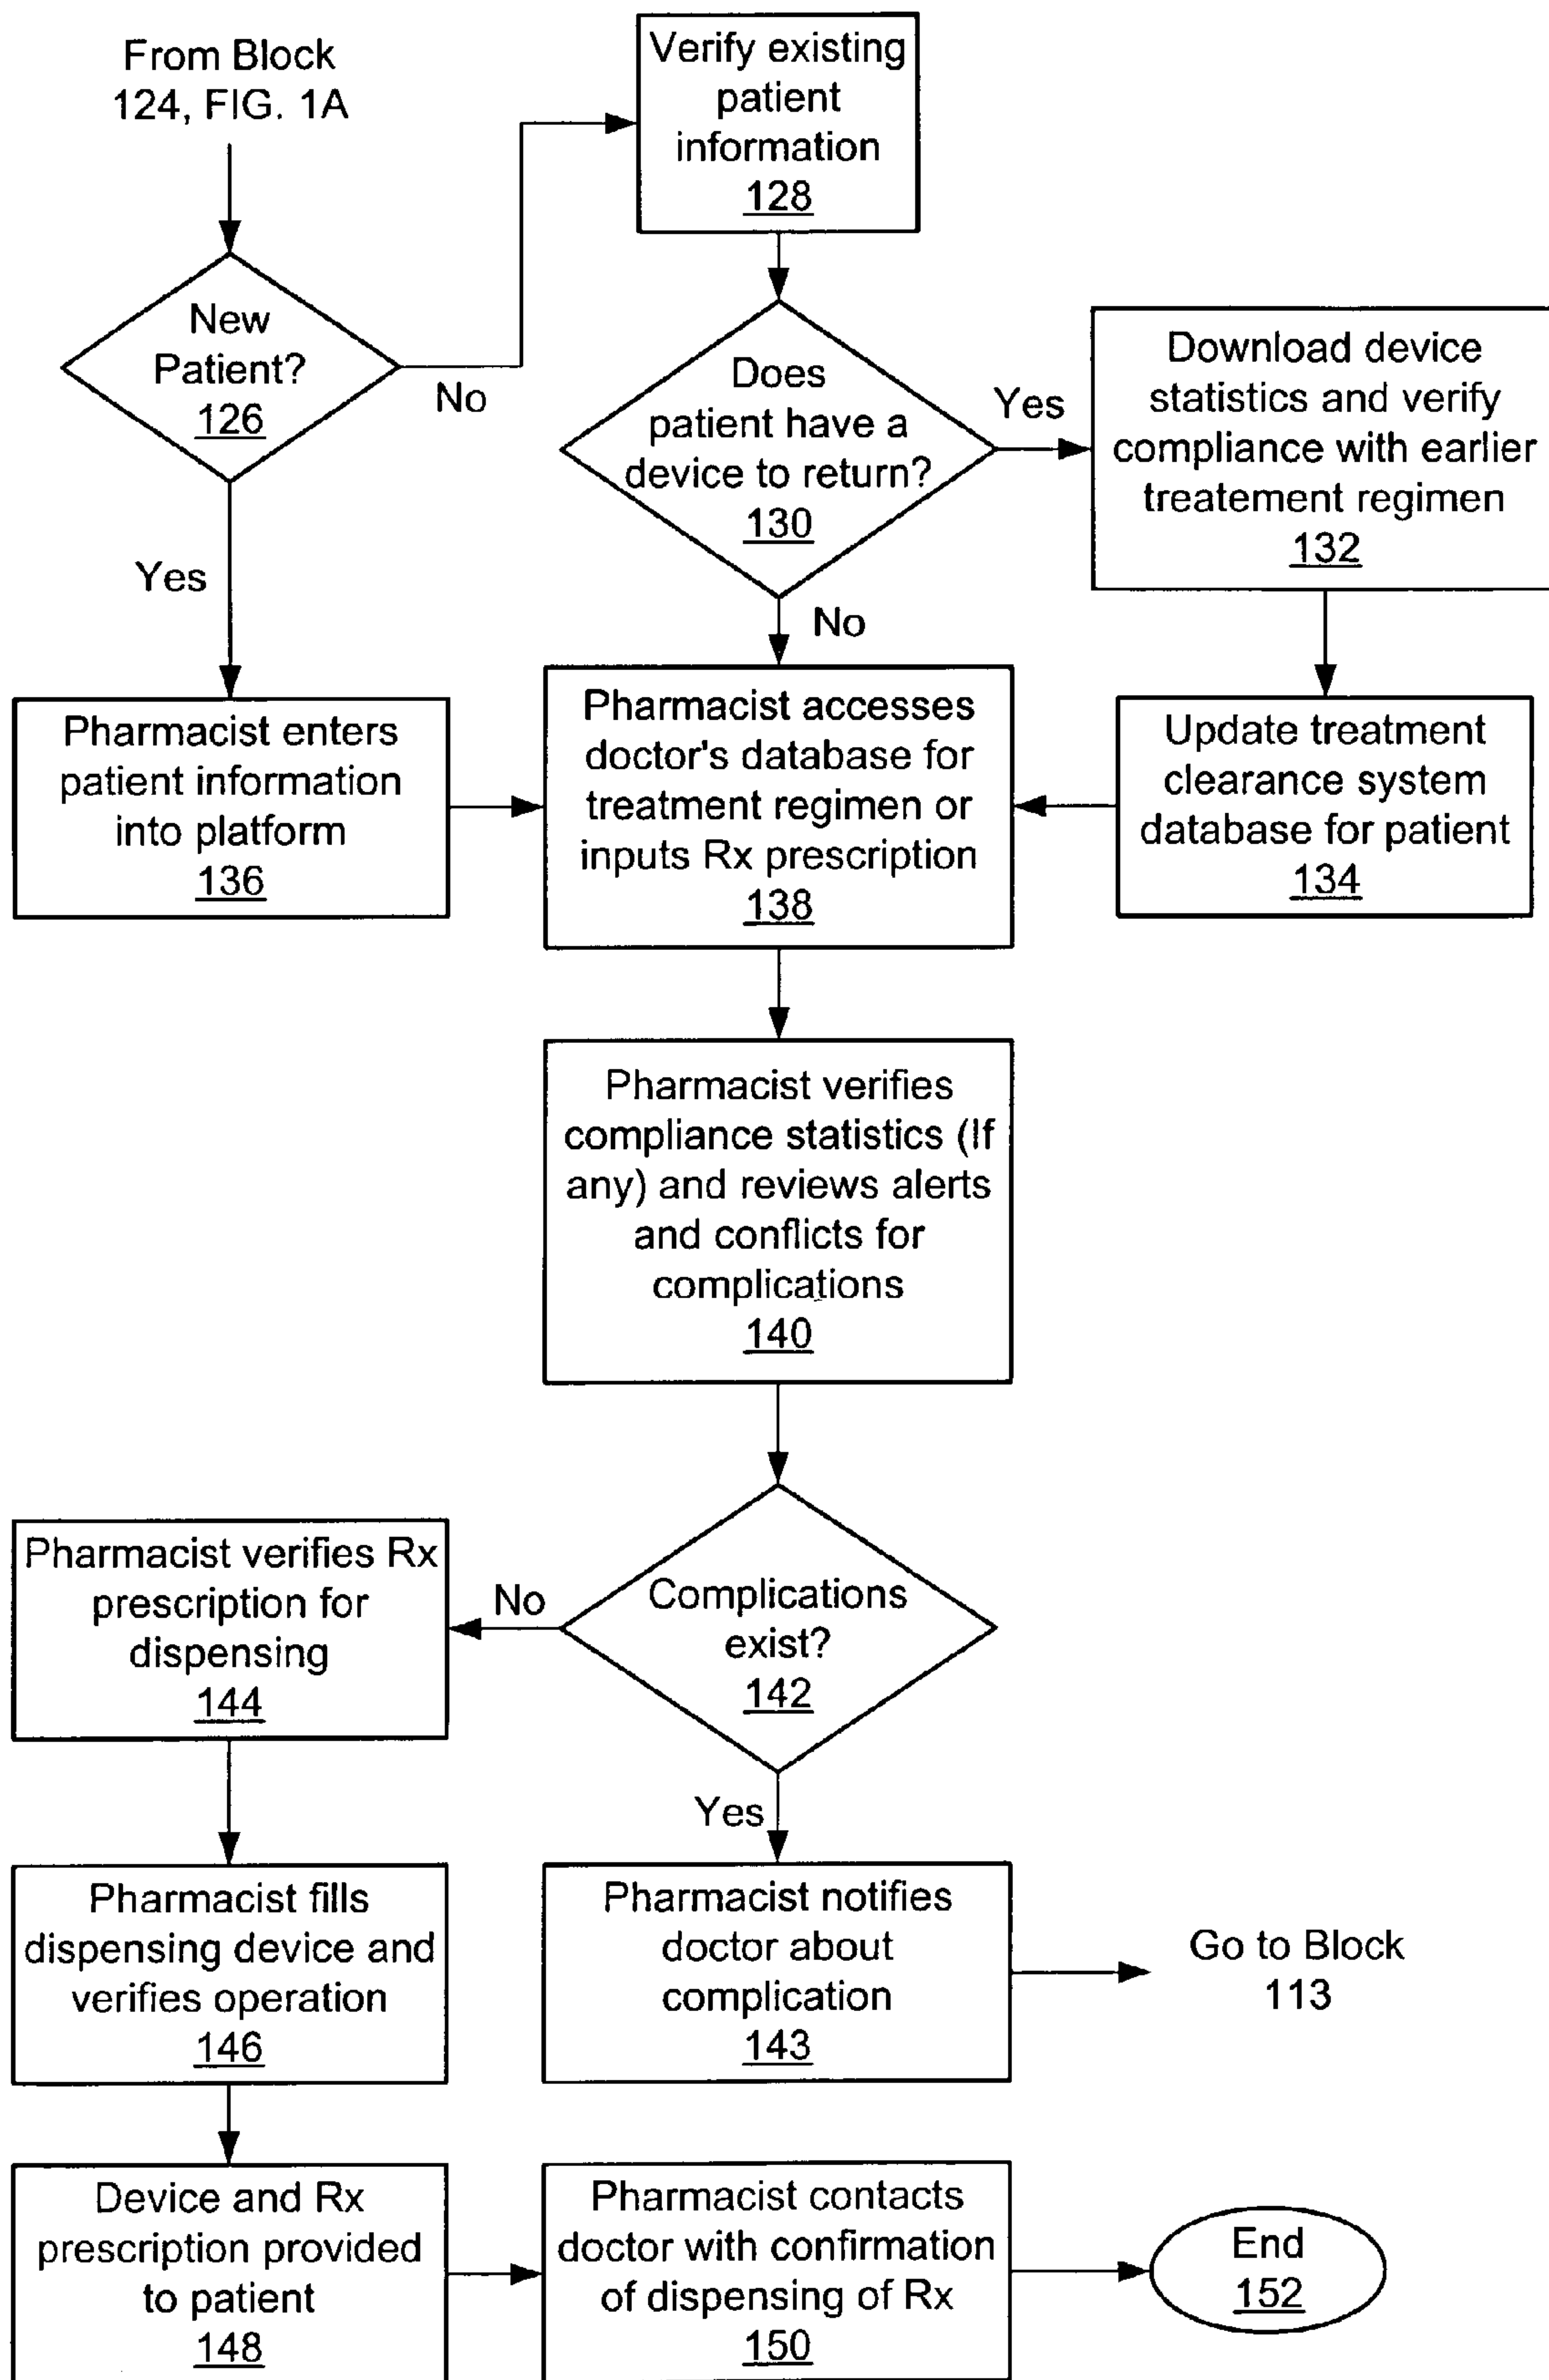 From Block
124, FIG. 1A
Verify existing
patient
information
128
New
Patient?
126
No
Does
patient have a
device to return?
130
Yes
Download device
statistics and verify
compliance with earlier
treatement regimen
132
Yes
No
Pharmacist enters
patient information
into platform
136
Pharmacist accesses
doctor's database for
treatment regimen or
inputs Rx prescription
138
Update treatment
clearance system
database for patient
134
Pharmacist verifies
compliance statistics (If
any) and reviews alerts
and conflicts for
complications
140
Pharmacist verifies Rx
prescription for
dispensing
144
No
Complications
exist?
142
Yes
Pharmacist fills
dispensing device and
verifies operation
146
Pharmacist notifies
doctor about
complication
143
Go to Block
113
Device and Rx
prescription provided
to patient
148
Pharmacist contacts
doctor with confirmation
of dispensing of Rx
150
End
152